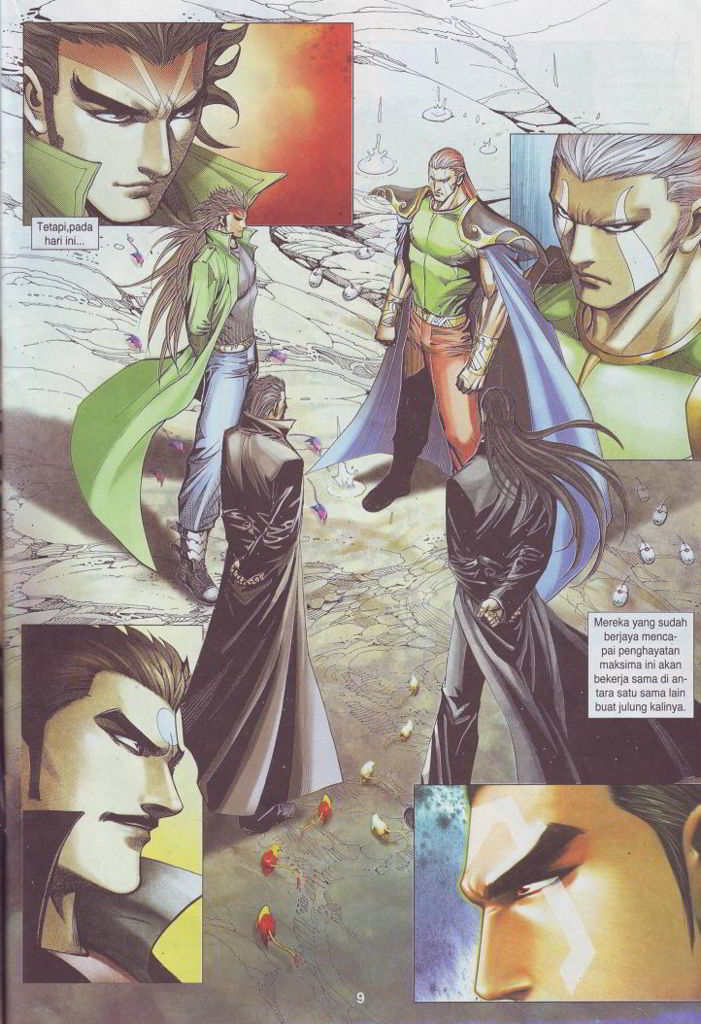 Tetapi,pada
hari ini...
Mereka yang sudah
berjaya menca-
pai penghayatan
maksima ini akan
bekerja sama di an-
tara satu sama lain
buat julung kalinya.
9